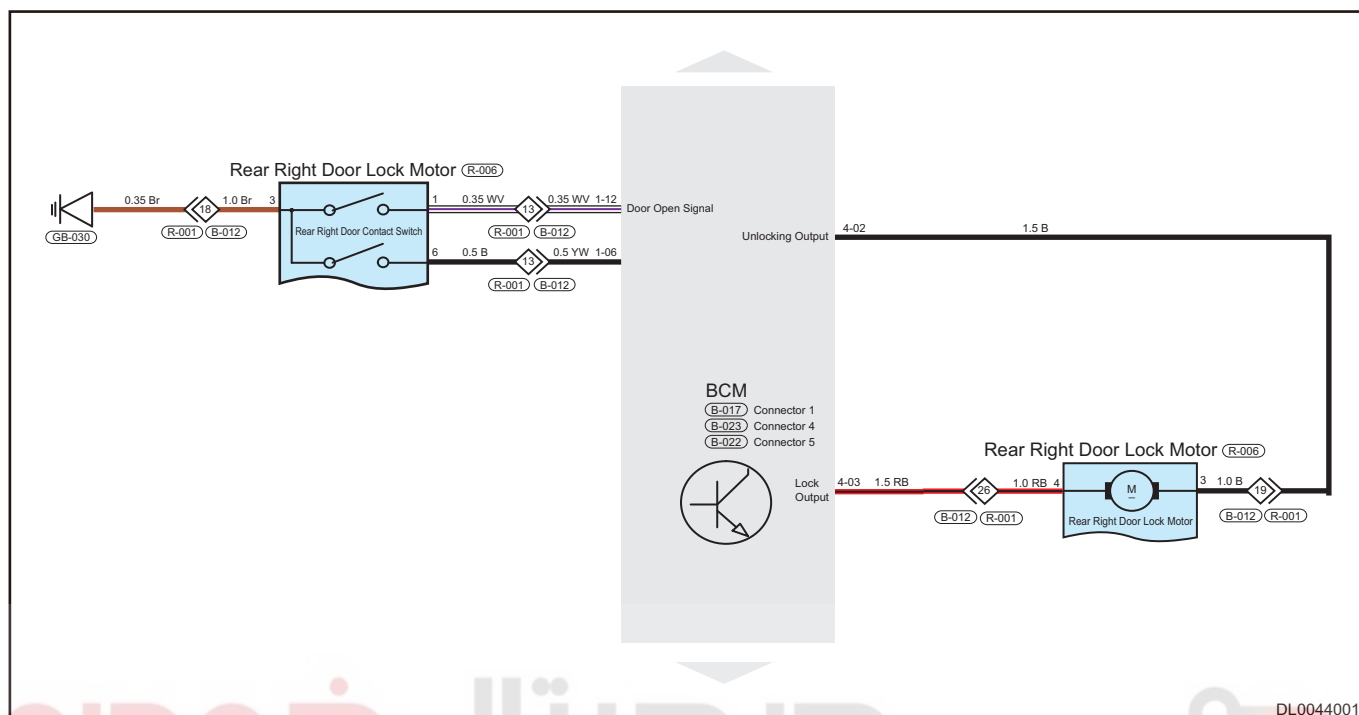 Rear Right Door Lock Motor R-006
0.35 Br 18 1.0 Br 3
GB-030
R-001 B-012
Rear Right Door Contact Switch
1 0.35 WV 13 0.35 WV 1-12
R-001 B-012
6 0.5 B 13 0.5 YW 1-06
R-001 B-012
Door Open Signal
Unlocking Output
4-02 1.5 B
BCM
B-017 Connector 1
B-023 Connector 4
B-022 Connector 5
Lock
Output
4-03 1.5 RB 26 1.0 RB 4
B-012 R-001
Rear Right Door Lock Motor R-006
M
Rear Right Door Lock Motor
3 1.0 B 19
B-012 R-001
DL0044001